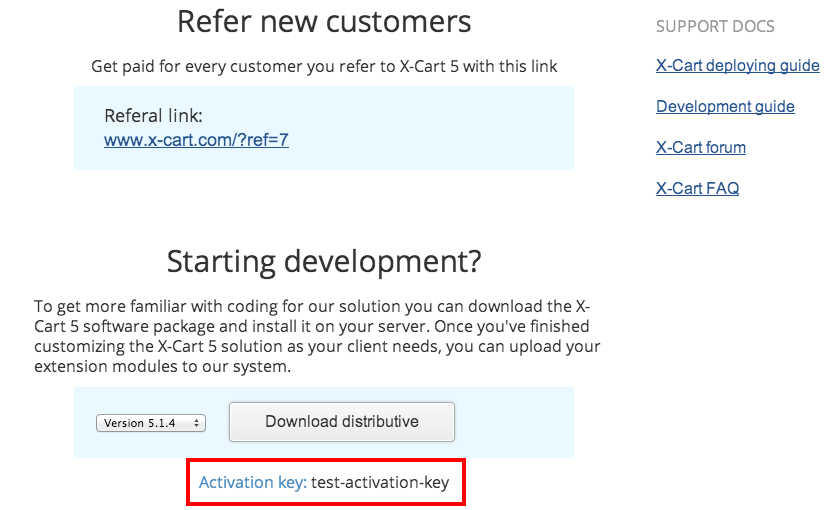 Refer new customers
Get paid for every customer you refer to X-Cart 5 with this link
Referal link:
www.x-cart.com/?ref=7
Starting development?
To get more familiar with coding for our solution you can download the X-
Cart 5 software package and install it on your server. Once you've finished
customizing the X-Cart 5 solution as your client needs, you can upload your
extension modules to our system.
Version 5.1.4
Download distributive
Activation key: test-activation-key
SUPPORT DOCS
X-Cart deploying guide
Development guide
X-Cart forum
X-Cart FAQ